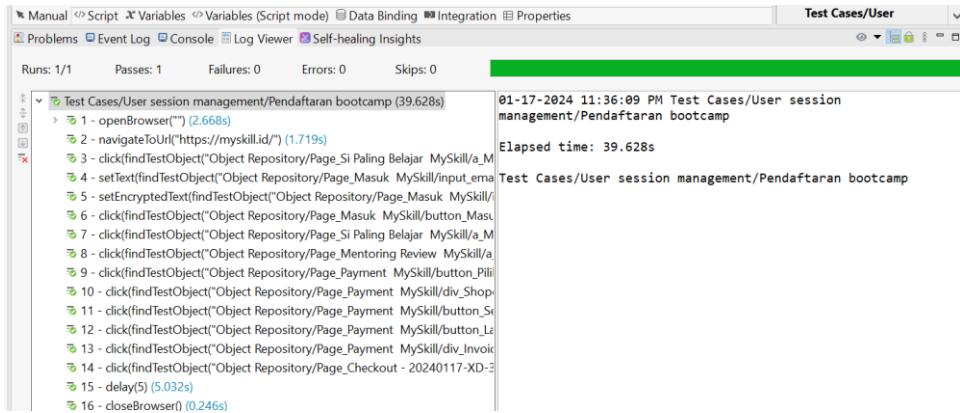 Manual </> Script Variables </> Variables (Script mode) Data Binding Integration Properties
Test Cases/User
Problems Event Log Console Log Viewer Self-healing Insights
Runs: 1/1 Passes: 1 Failures: 0 Errors: 0 Skips: 0
Test Cases/User session management/Pendaftaran bootcamp (39.628s)
1 - openBrowser("") (2.668s)
2 - navigateToUrl("https://myskill.id/") (1.719s)
3 - click(findTestObject("Object Repository/Page_Si Paling Belajar MySkill/a_M
4 - setText(findTestObject("Object Repository/Page_Masuk MySkill/input_ema
5 - setEncryptedText(findTestObject("Object Repository/Page_Masuk MySkill/i
6 - click(findTestObject("Object Repository/Page_Masuk MySkill/button_Masu
7 - click(findTestObject("Object Repository/Page_Si Paling Belajar MySkill/a_M
8 - click(findTestObject("Object Repository/Page_Mentoring Review MySkill/a_
9 - click(findTestObject("Object Repository/Page_Payment MySkill/button_Pili
10 - click(findTestObject("Object Repository/Page_Payment MySkill/div_Shop
11 - click(findTestObject("Object Repository/Page_Payment MySkill/button_Se
12 - click(findTestObject("Object Repository/Page_Payment MySkill/button_La
13 - click(findTestObject("Object Repository/Page_Payment MySkill/div_Invoic
14 - click(findTestObject("Object Repository/Page_Checkout - 20240117-XD-3
15 - delay(5) (5.032s)
16 - closeBrowser() (0.246s)
01-17-2024 11:36:09 PM Test Cases/User session
management/Pendaftaran bootcamp
Elapsed time: 39.628s
Test Cases/User session management/Pendaftaran bootcamp